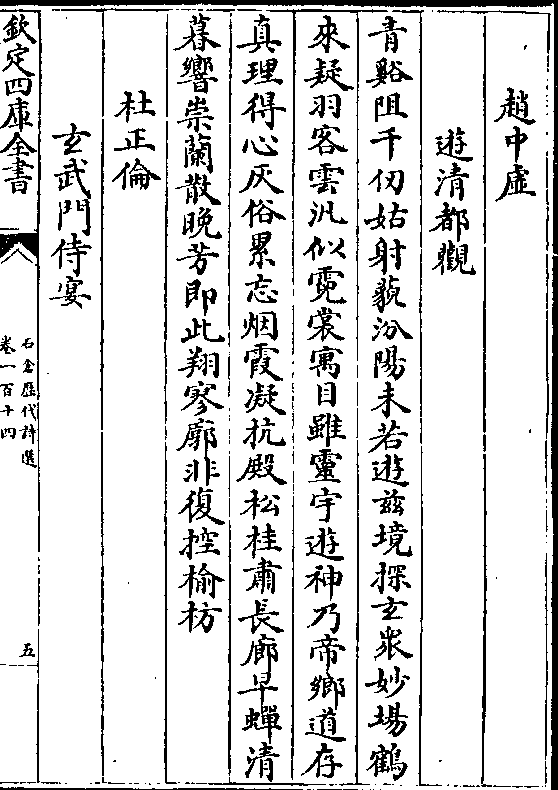 趙中虛
遊清都觀
青谿阻千仞姑射藐汾陽未若遊兹境探玄衆妙場鶴
來疑羽客雲汎似霓裳寓目雖靈宇遊神乃帝鄉道存
真理得心灰俗累忘烟霞凝抗殿松桂肅長廊早蟬清
暮響崇蘭散晚芳即此翔寥廓非復控榆枋
杜正倫
玄武門侍宴
欽定四庫全書
石倉歷代詩選
卷一百十四
五